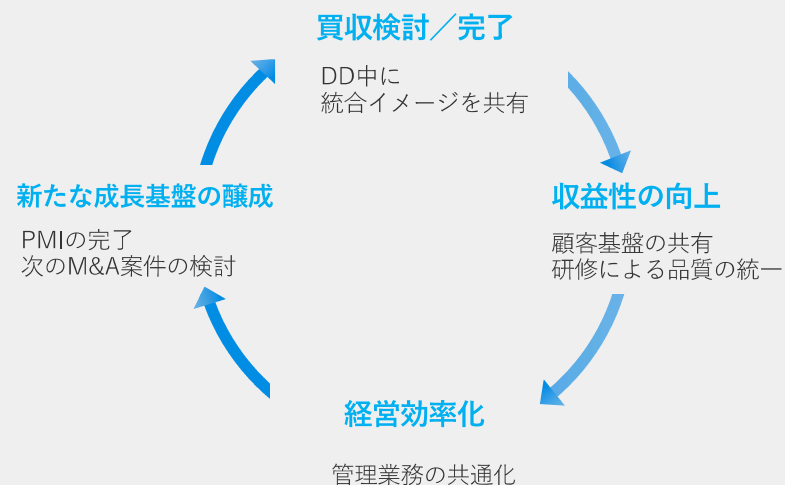 買収検討／完了
DD中に
統合イメージを共有
収益性の向上
顧客基盤の共有
研修による品質の統一
経営効率化
管理業務の共通化
新たな成長基盤の醸成
PMIの完了
次のM&A案件の検討